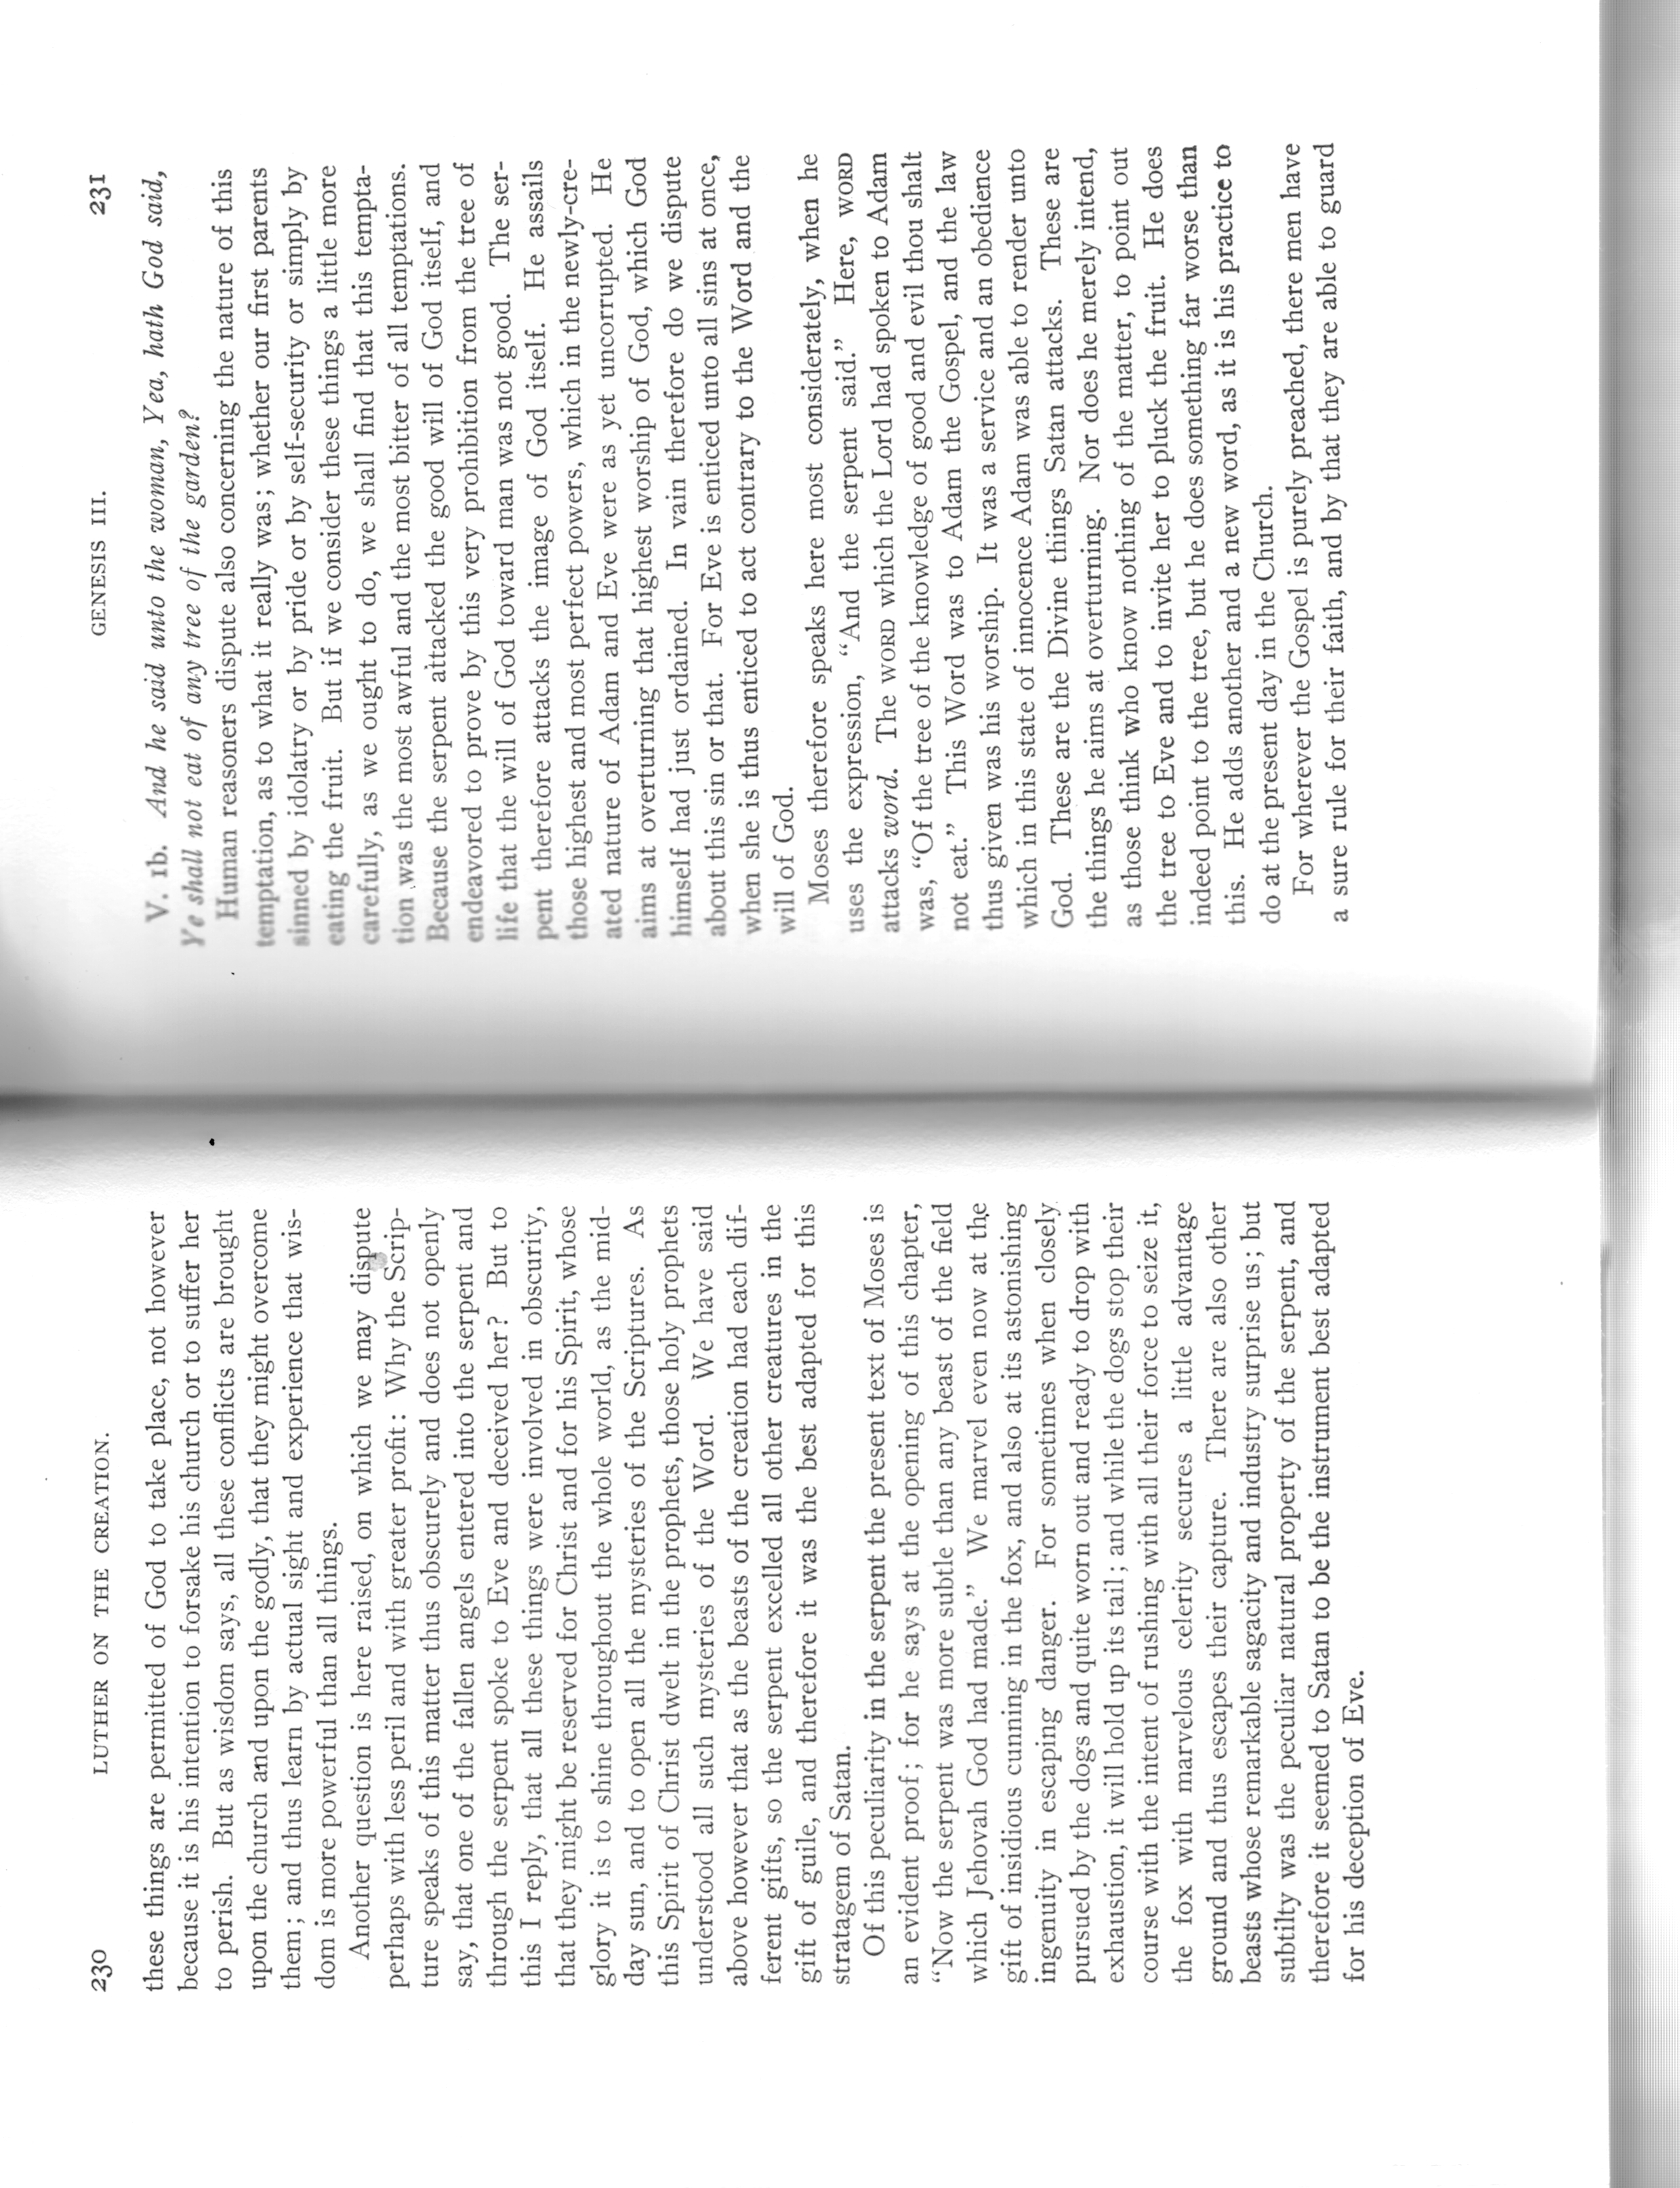 230 LUTHER ON THE CREATION.
these things are permitted of God to take place, not however
because it is his intention to forsake his church or to suffer her
to perish. But as wisdom says, all these conflicts are brought
upon the church and upon the godly, that they might overcome
them; and thus learn by actual sight and experience that wis-
dom is more powerful than all things.
Another question is here raised, on which we may dispute
perhaps with less peril and with greater profit: Why the Scrip-
ture speaks of this matter thus obscurely and does not openly
say, that one of the fallen angels entered into the serpent and
through the serpent spoke to Eve and deceived her? But to
this I reply, that all these things were involved in obscurity,
that they might be reserved for Christ and for his Spirit, whose
glory it is to shine throughout the whole world, as the mid-
day sun, and to open all the mysteries of the Scriptures. As
this Spirit of Christ dwelt in the prophets, those holy prophets
understood all such mysteries of the Word. We have said
above however that as the beasts of the creation had each dif-
ferent gifts, so the serpent excelled all other creatures in the
gift of guile, and therefore it was the best adapted for this
stratagem of Satan.
Of this peculiarity in the serpent the present text of Moses is
an evident proof; for he says at the opening of this chapter,
“Now the serpent was more subtle than any beast of the field
which Jehovah God had made.” We marvel even now at the
gift of insidious cunning in the fox, and also at its astonishing
ingenuity in escaping danger. For sometimes when closely
pursued by the dogs and quite worn out and ready to drop with
exhaustion, it will hold up its tail; and while the dogs stop their
course with the intent of rushing with all their force to seize it,
the fox with marvelous celerity secures a little advantage
ground and thus escapes their capture. There are also other
beasts whose remarkable sagacity and industry surprise us; but
subtilty was the peculiar natural property of the serpent, and
therefore it seemed to Satan to be the instrument best adapted
for his deception of Eve.
GENESIS III. 231
V. 1b. And he said unto the woman, Yea, hath God said,
Ye shall not eat of any tree of the garden?
Human reasoners dispute also concerning the nature of this
temptation, as to what it really was; whether our first parents
sinned by idolatry or by pride or by self-security or simply by
eating the fruit. But if we consider these things a little more
carefully, as we ought to do, we shall find that this tempta-
tion was the most awful and the most bitter of all temptations.
Because the serpent attacked the good will of God itself, and
endeavored to prove by this very prohibition from the tree of
life that the will of God toward man was not good. The ser-
pent therefore attacks the image of God itself. He assails
those highest and most perfect powers, which in the newly-cre-
ated nature of Adam and Eve were as yet uncorrupted. He
aims at overturning that highest worship of God, which God
himself had just ordained. In vain therefore do we dispute
about this sin or that. For Eve is enticed unto all sins at once,
when she is thus enticed to act contrary to the Word and the
will of God.
Moses therefore speaks here most considerately, when he
uses the expression, “And the serpent said.” Here, WORD
attacks word. The WORD which the Lord had spoken to Adam
was, “Of the tree of the knowledge of good and evil thou shalt
not eat.” This Word was to Adam the Gospel, and the law
thus given was his worship. It was a service and an obedience
which in this state of innocence Adam was able to render unto
God. These are the Divine things Satan attacks. These are
the things he aims at overturning. Nor does he merely intend,
as those think who know nothing of the matter, to point out
the tree to Eve and to invite her to pluck the fruit. He does
indeed point to the tree, but he does something far worse than
this. He adds another and a new word, as it is his practice to
do at the present day in the Church.
For wherever the Gospel is purely preached, there men have
a sure rule for their faith, and by that they are able to guard